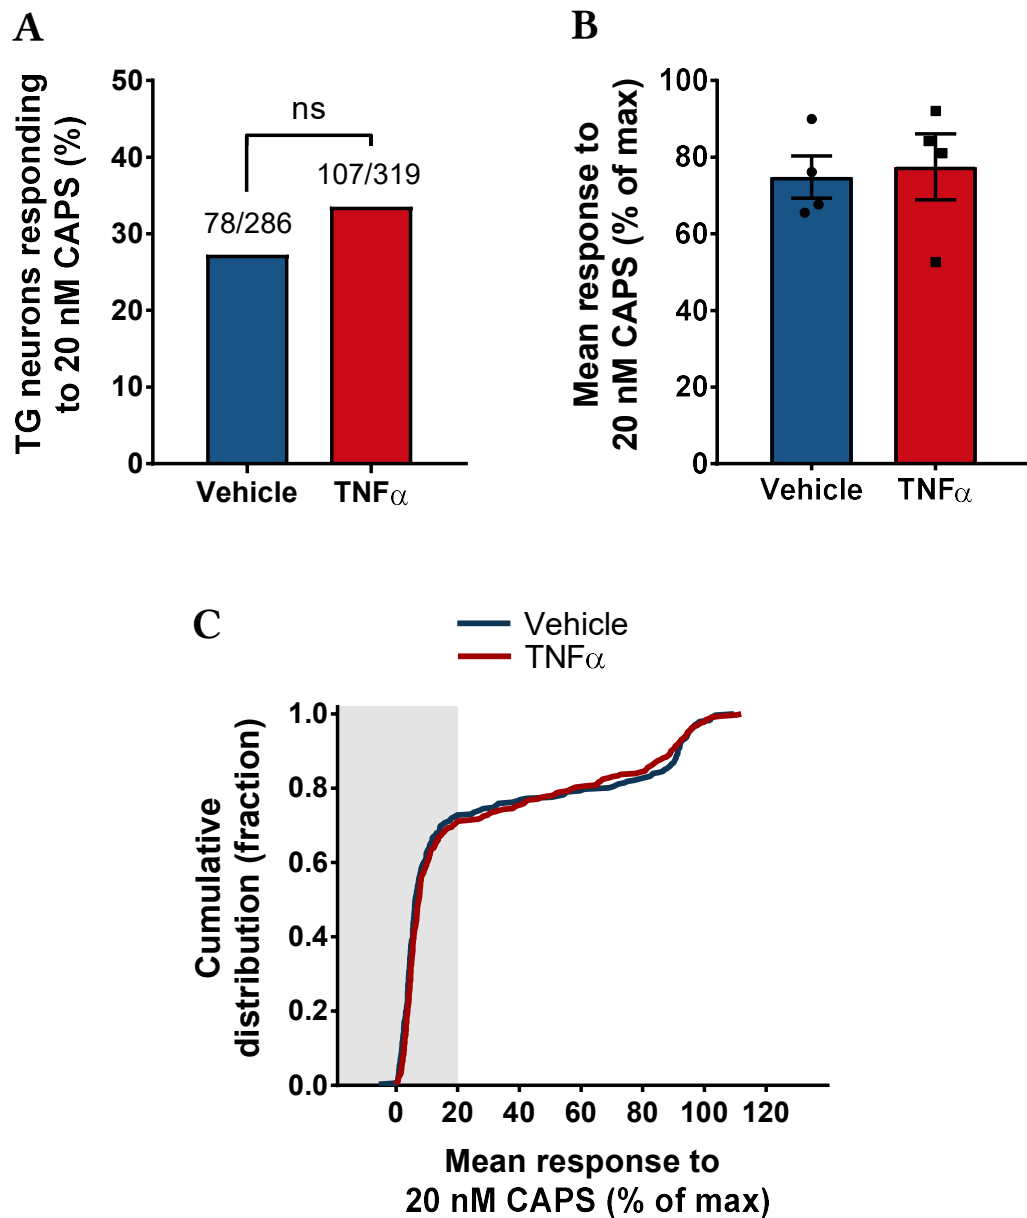 A
TG neurons responding
to 20 nM CAPS (%)
50
40
30
20
10
0
ns
78/286
107/319
Vehicle
TNFα
B
Mean response to
20 nM CAPS (% of max)
100
80
60
40
20
0
Vehicle
TNFα
C
Vehicle
TNFα
Cumulative
distribution (fraction)
1.0
0.8
0.6
0.4
0.2
0.0
0 20 40 60 80 100 120
Mean response to
20 nM CAPS (% of max)